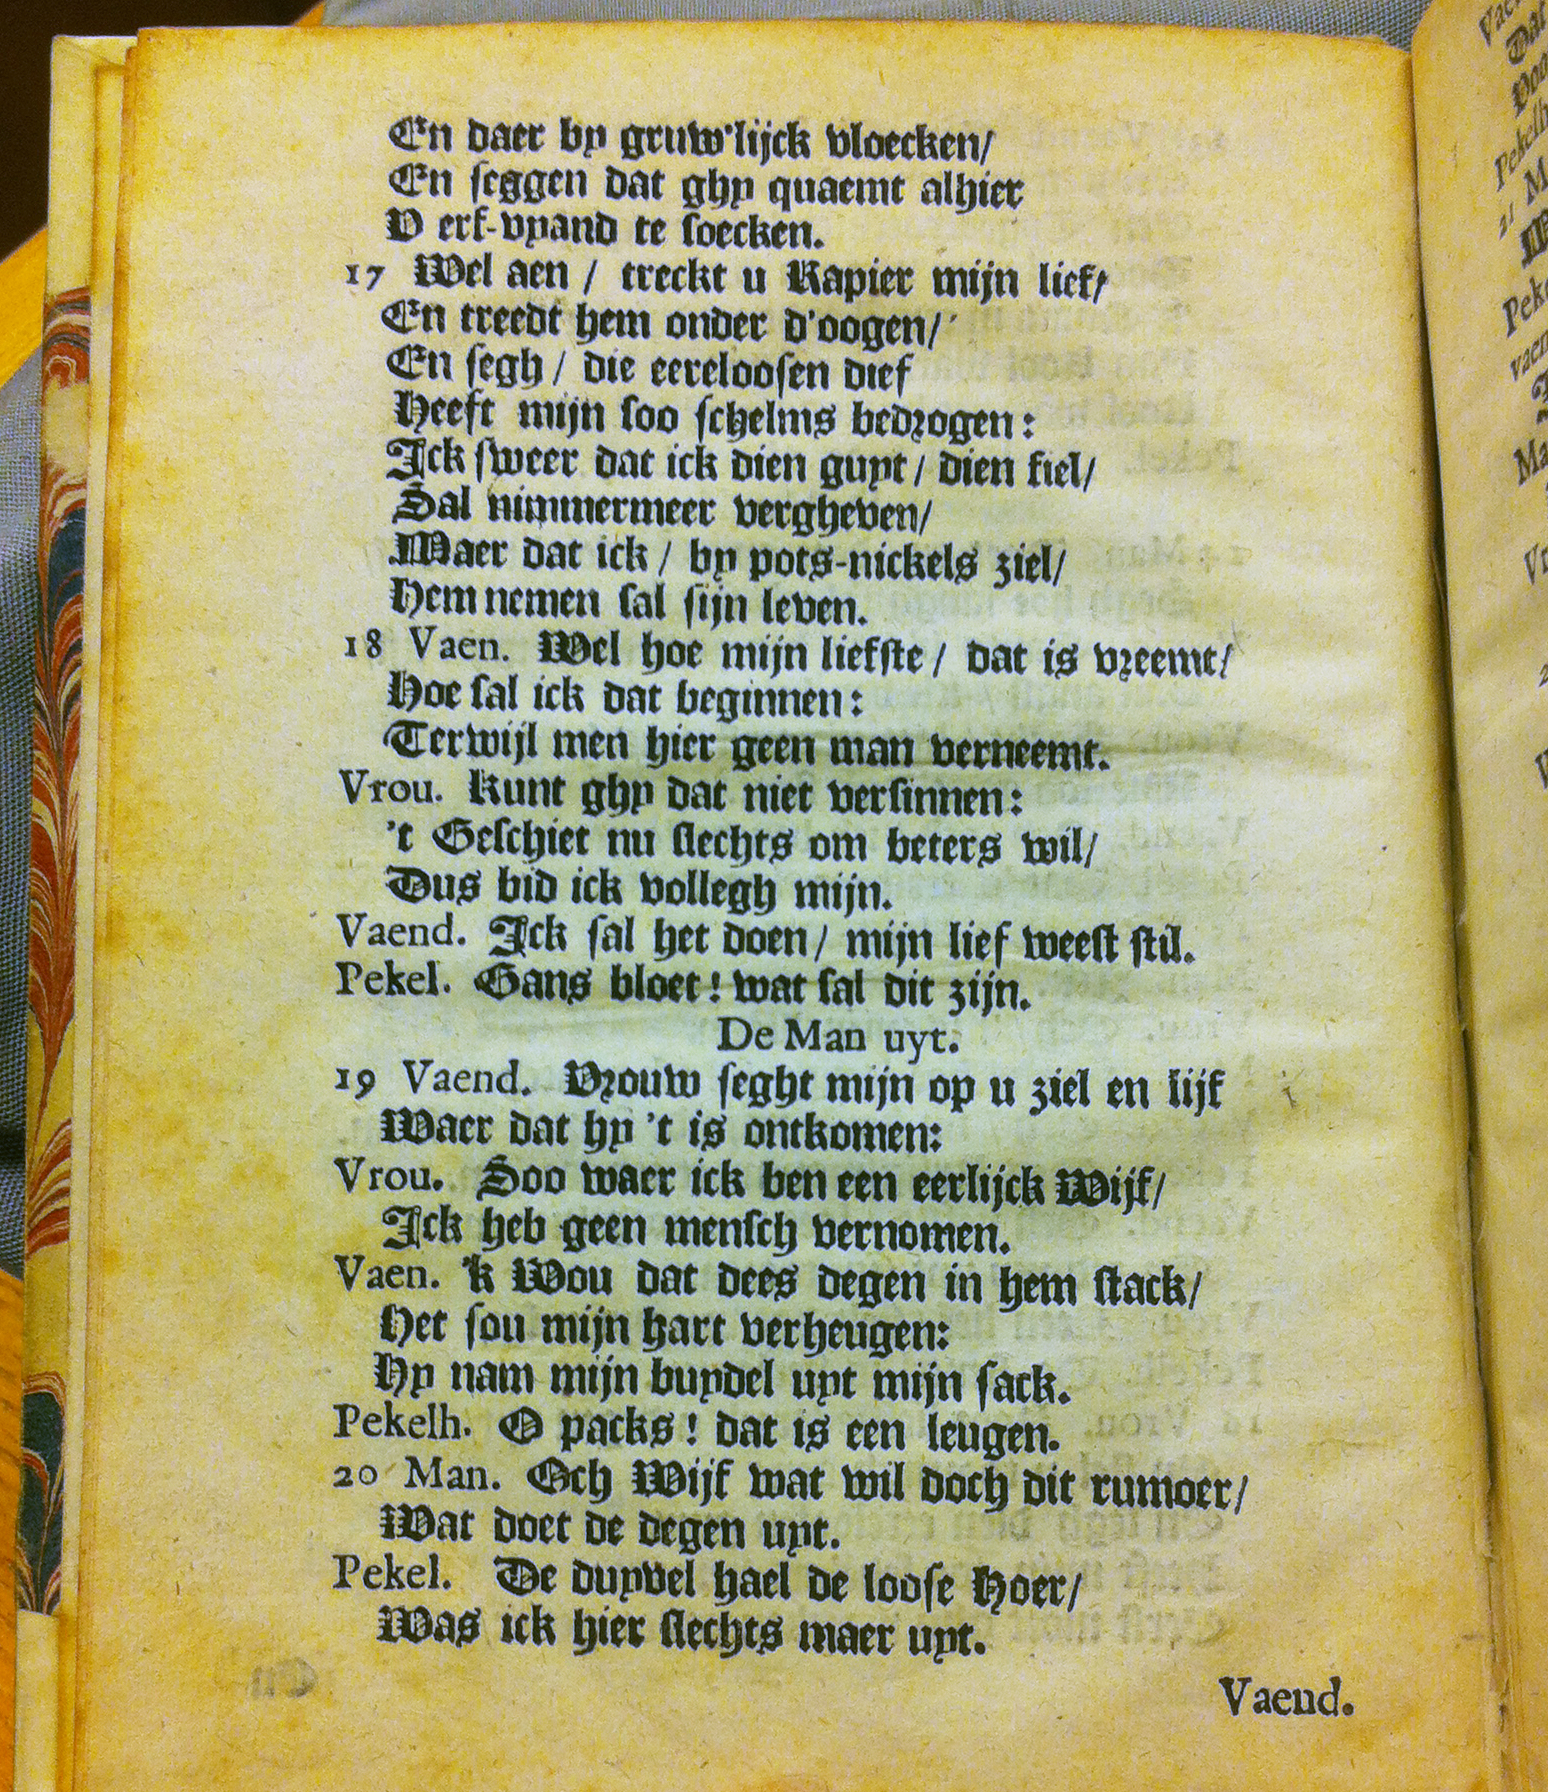 En daer by gruw'lijck vloecken/
En seggen dat ghy quaemt alhier
V erf-vyand te soecken.
17 Wel aen / treckt u Rapier mijn lief/
En treedt hem onder d'oogen/
En segh / die eereloosen dief
Heeft mijn soo schelms bedrogen:
Ick sweer dat ick dien guyt / dien fiel/
Sal nimmermeer vergheven/
Maer dat ick / by pots-nickels ziel/
Hem nemen sal sijn leven.
18 Vaen. Wel hoe mijn liefste / dat is vreemt/
Hoe sal ick dat beginnen:
Terwijl men hier geen man verneemt.
Vrou. Kunt ghy dat niet versinnen:
't Geschiet nu slechts om beters wil/
Dus bid ick vollegh mijn.
Vaend. Ick sal het doen / mijn lief weest stil.
Pekel. Gans bloet! wat sal dit zijn.
De Man uyt.
19 Vaend. Vrouw seght mijn op u ziel en lijf
Waer dat hy 't is ontkomen:
Vrou. Soo waer ick ben een eerlijck Wijf/
Ick heb geen mensch vernomen.
Vaen. 'k Wou dat dees degen in hem stack/
Het sou mijn hart verheugen:
Hy nam mijn buydel uyt mijn sack.
Pekelh. O packs! dat is een leugen.
20 Man. Och Wijf wat wil doch dit rumoer/
Wat doet de degen uyt.
Pekel. De duyvel hael de loose Hoer/
Was ick hier slechts maer uyt.
Vaend.